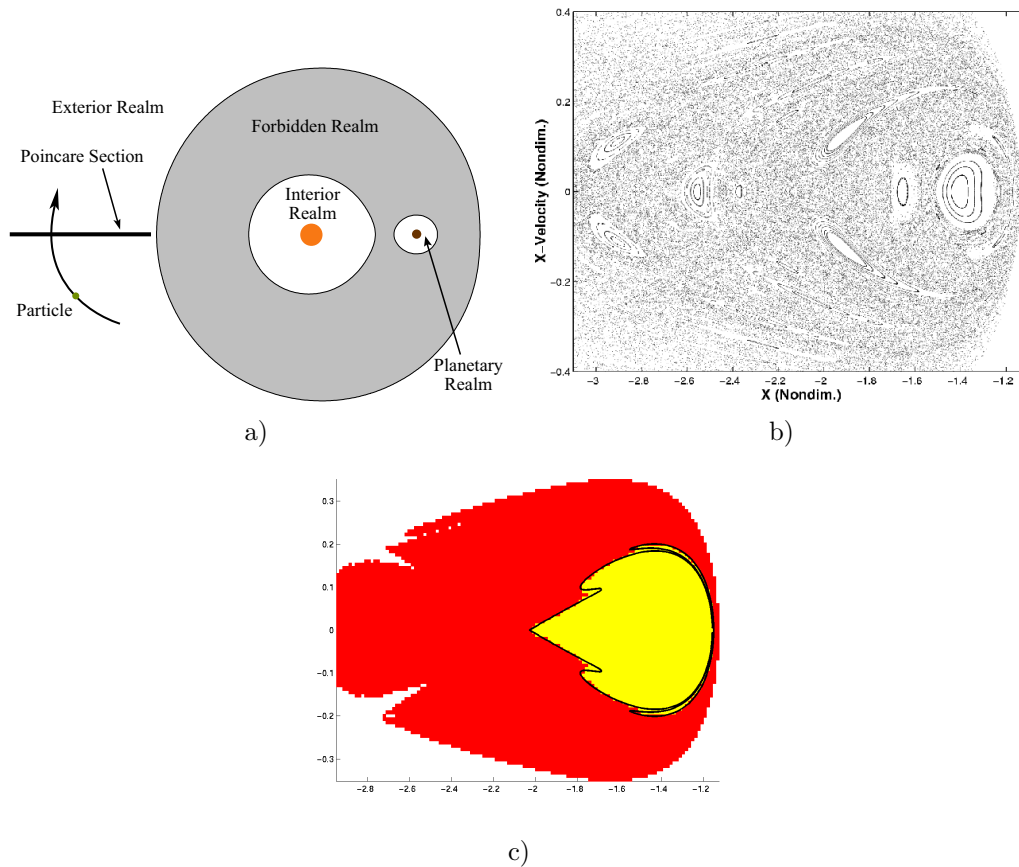 Exterior Realm
Forbidden Realm
Poincare Section
Interior
Realm
Particle
Planetary
Realm
a)
0.4
0.2
0
−0.2
−0.4
X−Velocity (Nondim.)
−3 −2.8 −2.6 −2.4 −2.2 −2 −1.8 −1.6 −1.4 −1.2
X (Nondim.)
b)
0.3
0.2
0.1
0
−0.1
−0.2
−0.3
−2.8 −2.6 −2.4 −2.2 −2 −1.8 −1.6 −1.4 −1.2
c)